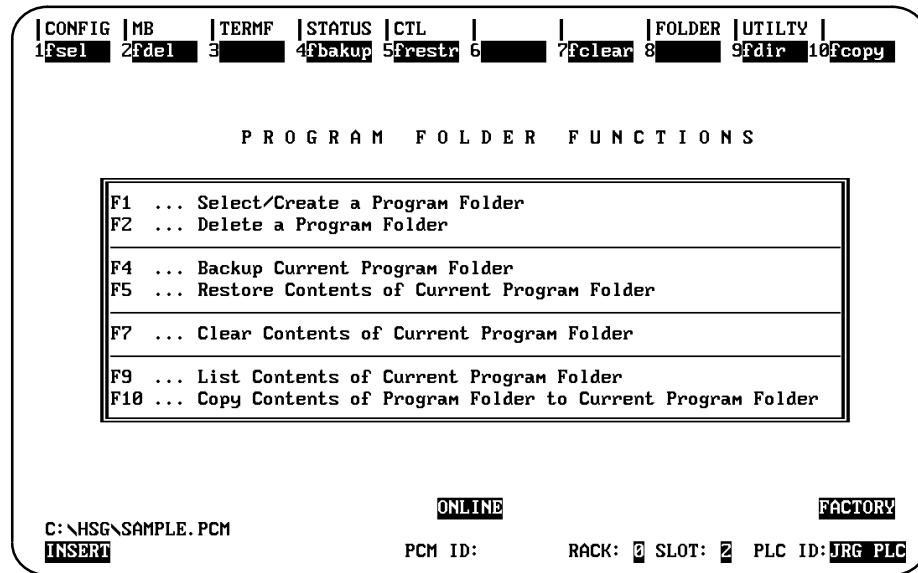 |CONFIG |MB |TERMF |STATUS |CTL | | |FOLDER |UTILTY |
1fsel 2fdel 3 4fbakup 5frestr 6 7fclear 8 9fdir 10fcopy
PROGRAM FOLDER FUNCTIONS
F1 ... Select/Create a Program Folder
F2 ... Delete a Program Folder
F4 ... Backup Current Program Folder
F5 ... Restore Contents of Current Program Folder
F7 ... Clear Contents of Current Program Folder
F9 ... List Contents of Current Program Folder
F10 ... Copy Contents of Program Folder to Current Program Folder
ONLINE FACTORY
C:\HSG\SAMPLE.PCM
INSERT PCM ID: RACK: 0 SLOT: 2 PLC ID: JRG PLC